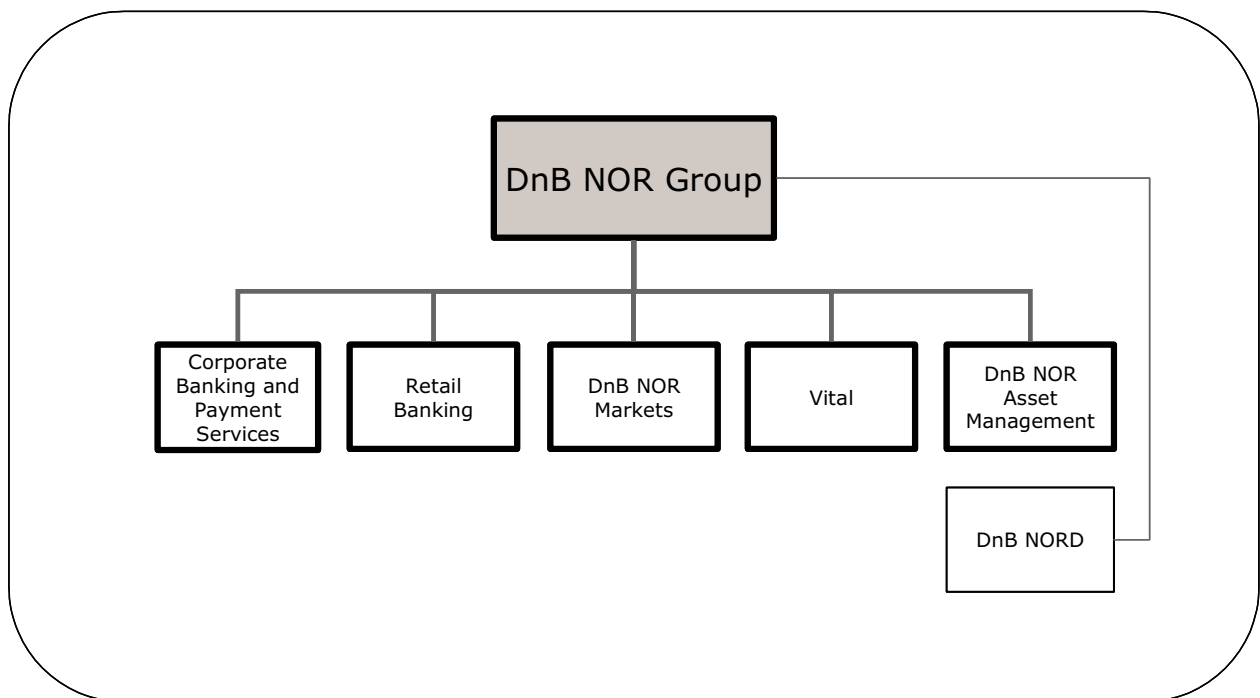 DnB NOR Group
Corporate
Banking and
Payment
Services
Retail
Banking
DnB NOR
Markets
Vital
DnB NOR
Asset
Management
DnB NORD